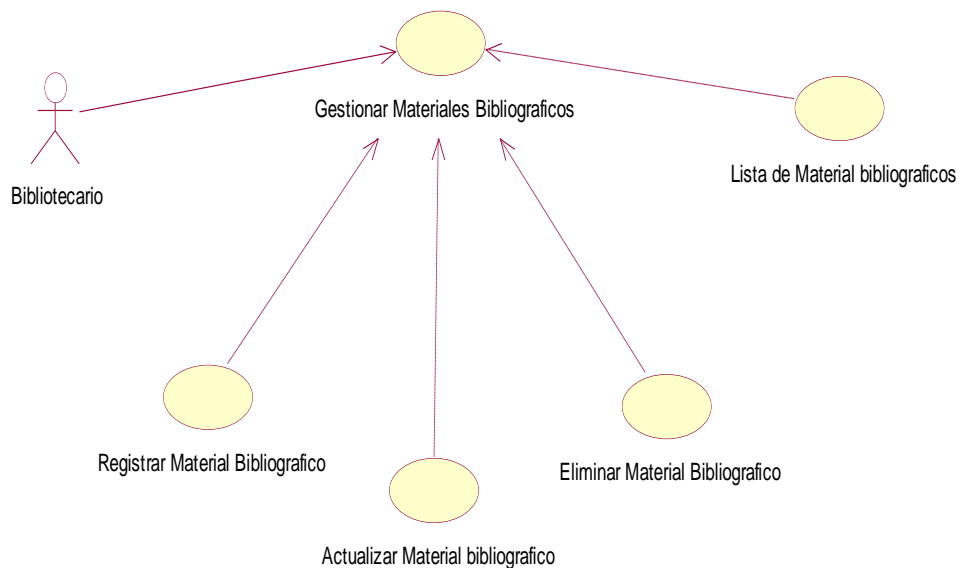 Gestionar Materiales Bibliograficos
Lista de Material bibliograficos
Bibliotecario
Registrar Material Bibliografico
Eliminar Material Bibliografico
Actualizar Material bibliografico